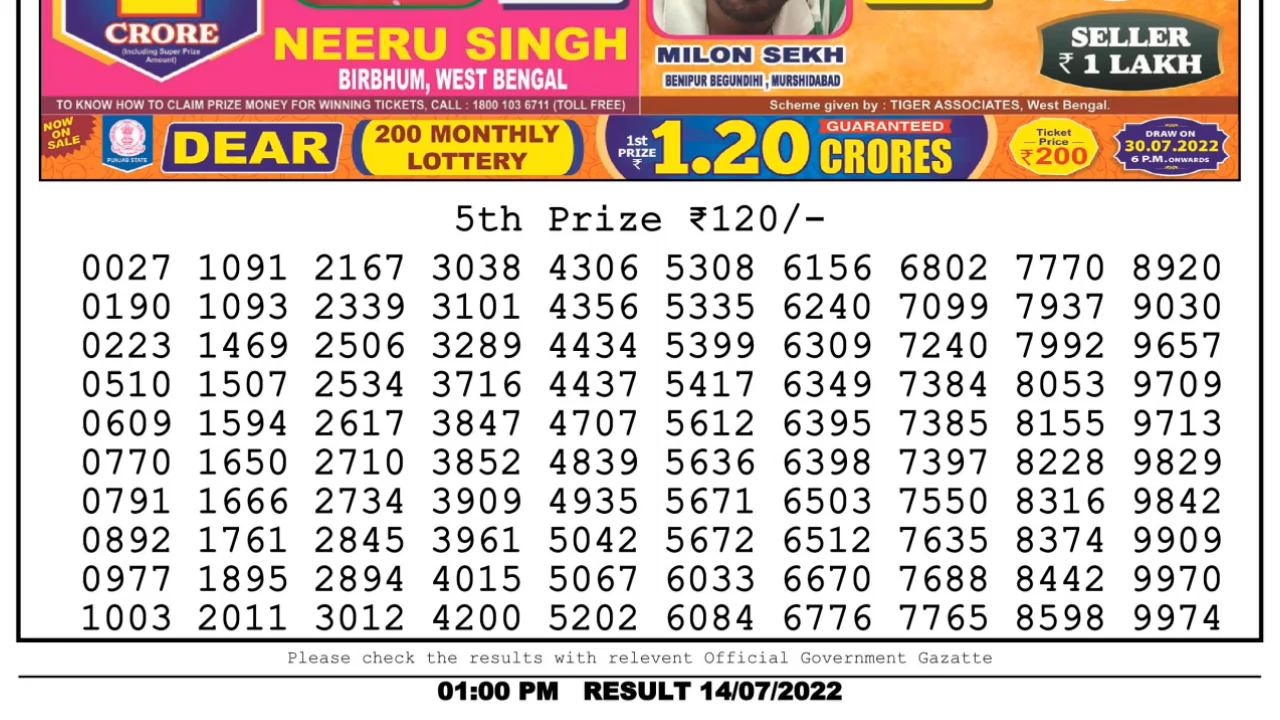 CRORE
(Including Super Prize
Amount)
NEERU SINGH
BIRBHUM, WEST BENGAL
MILON SEKH
BENIPUR BEGUNDIHI, MURSHIDABAD
SELLER
₹ 1 LAKH
TO KNOW HOW TO CLAIM PRIZE MONEY FOR WINNING TICKETS, CALL : 1800 103 6711 (TOLL FREE)
Scheme given by : TIGER ASSOCIATES, West Bengal.
NOW
ON
SALE
PUNJAB STATE
DEAR
200 MONTHLY
LOTTERY
1st
PRIZE
₹
1.20
GUARANTEED
CRORES
Ticket
Price
₹200
DRAW ON
30.07.2022
6 P.M. ONWARDS
5th Prize ₹120/-
0027 1091 2167 3038 4306 5308 6156 6802 7770 8920
0190 1093 2339 3101 4356 5335 6240 7099 7937 9030
0223 1469 2506 3289 4434 5399 6309 7240 7992 9657
0510 1507 2534 3716 4437 5417 6349 7384 8053 9709
0609 1594 2617 3847 4707 5612 6395 7385 8155 9713
0770 1650 2710 3852 4839 5636 6398 7397 8228 9829
0791 1666 2734 3909 4935 5671 6503 7550 8316 9842
0892 1761 2845 3961 5042 5672 6512 7635 8374 9909
0977 1895 2894 4015 5067 6033 6670 7688 8442 9970
1003 2011 3012 4200 5202 6084 6776 7765 8598 9974
Please check the results with relevent Official Government Gazatte
01:00 PM RESULT 14/07/2022